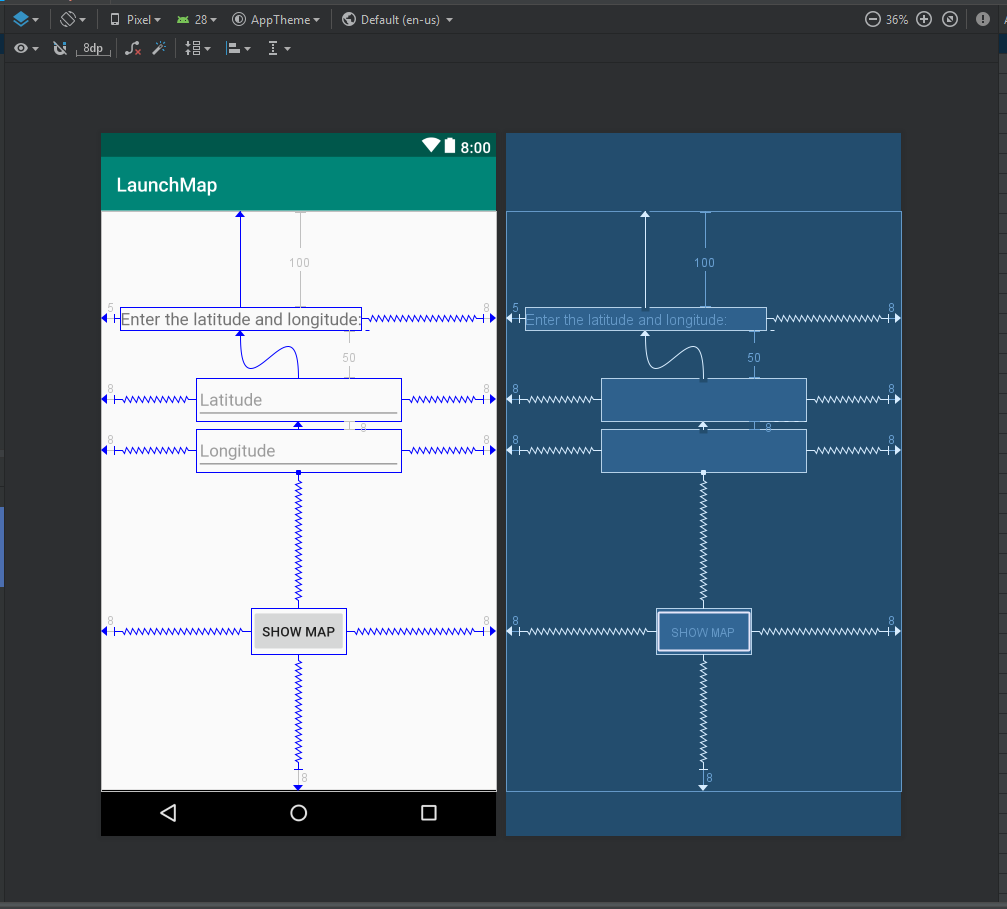 Pixel 28 AppTheme Default (en-us) 36%
8dp
8:00
LaunchMap
100 100
5 8 5 8
Enter the latitude and longitude: Enter the latitude and longitude:
50 50
8 8 8 8
Latitude
8 8
8 8 8 8
Longitude
8 8 8 8
SHOW MAP SHOW MAP
8 8